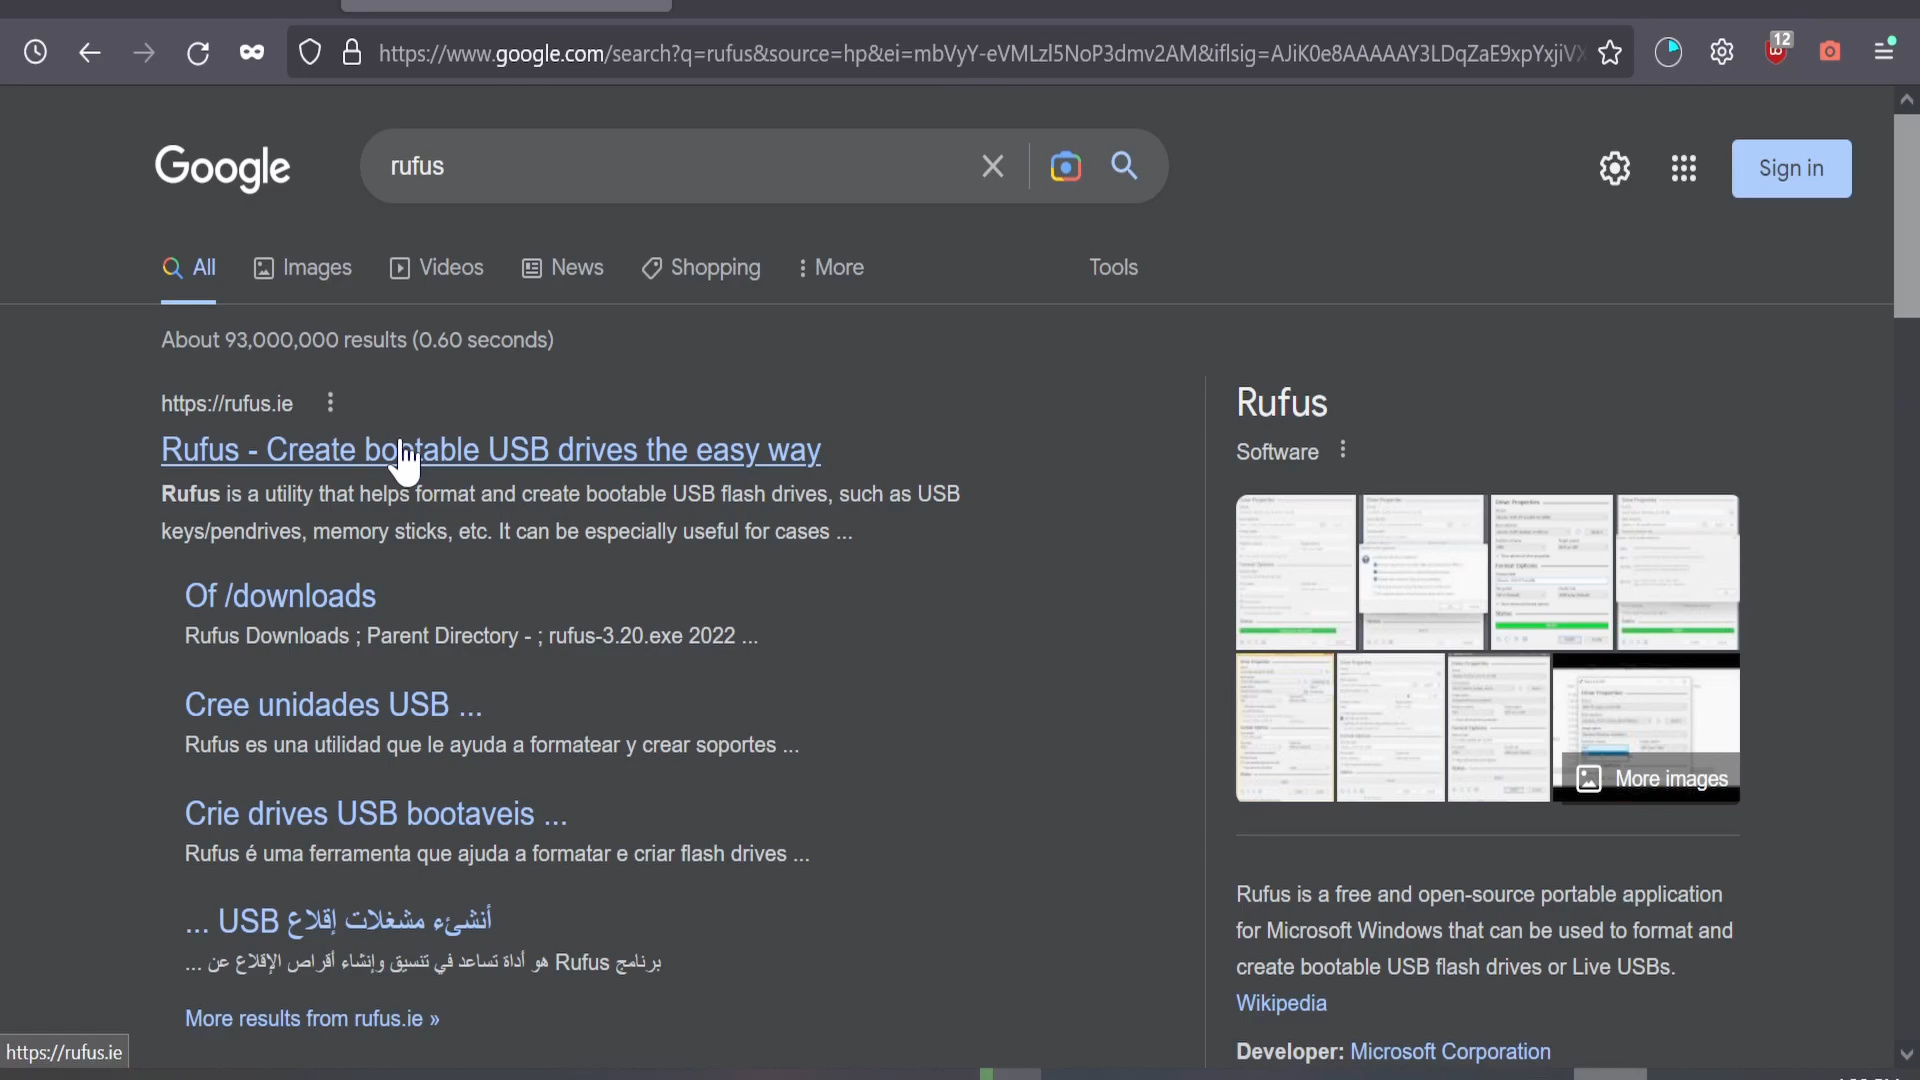 12
https://www.google.com/search?q=rufus&source=hp&ei=mbVyY-eVMLzl5NoP3dmv2AM&iflsig=AJiK0e8AAAAAY3LDqZaE9xpYxjiV
Google
rufus
Sign in
All Images Videos News Shopping More Tools
About 93,000,000 results (0.60 seconds)
https://rufus.ie
Rufus - Create bootable USB drives the easy way
Rufus is a utility that helps format and create bootable USB flash drives, such as USB
keys/pendrives, memory sticks, etc. It can be especially useful for cases ...
Of /downloads
Rufus Downloads ; Parent Directory - ; rufus-3.20.exe 2022 ...
Cree unidades USB ...
Rufus es una utilidad que le ayuda a formatear y crear soportes ...
Crie drives USB bootaveis ...
Rufus é uma ferramenta que ajuda a formatar e criar flash drives ...
أنشئء مشغلات إقلاع USB ...
برنامج Rufus هو أداة تساعد في تنسيق وإنشاء أقراص الإقلاع عن ...
More results from rufus.ie »
https://rufus.ie
Rufus
Software
More images
Rufus is a free and open-source portable application
for Microsoft Windows that can be used to format and
create bootable USB flash drives or Live USBs.
Wikipedia
Developer: Microsoft Corporation